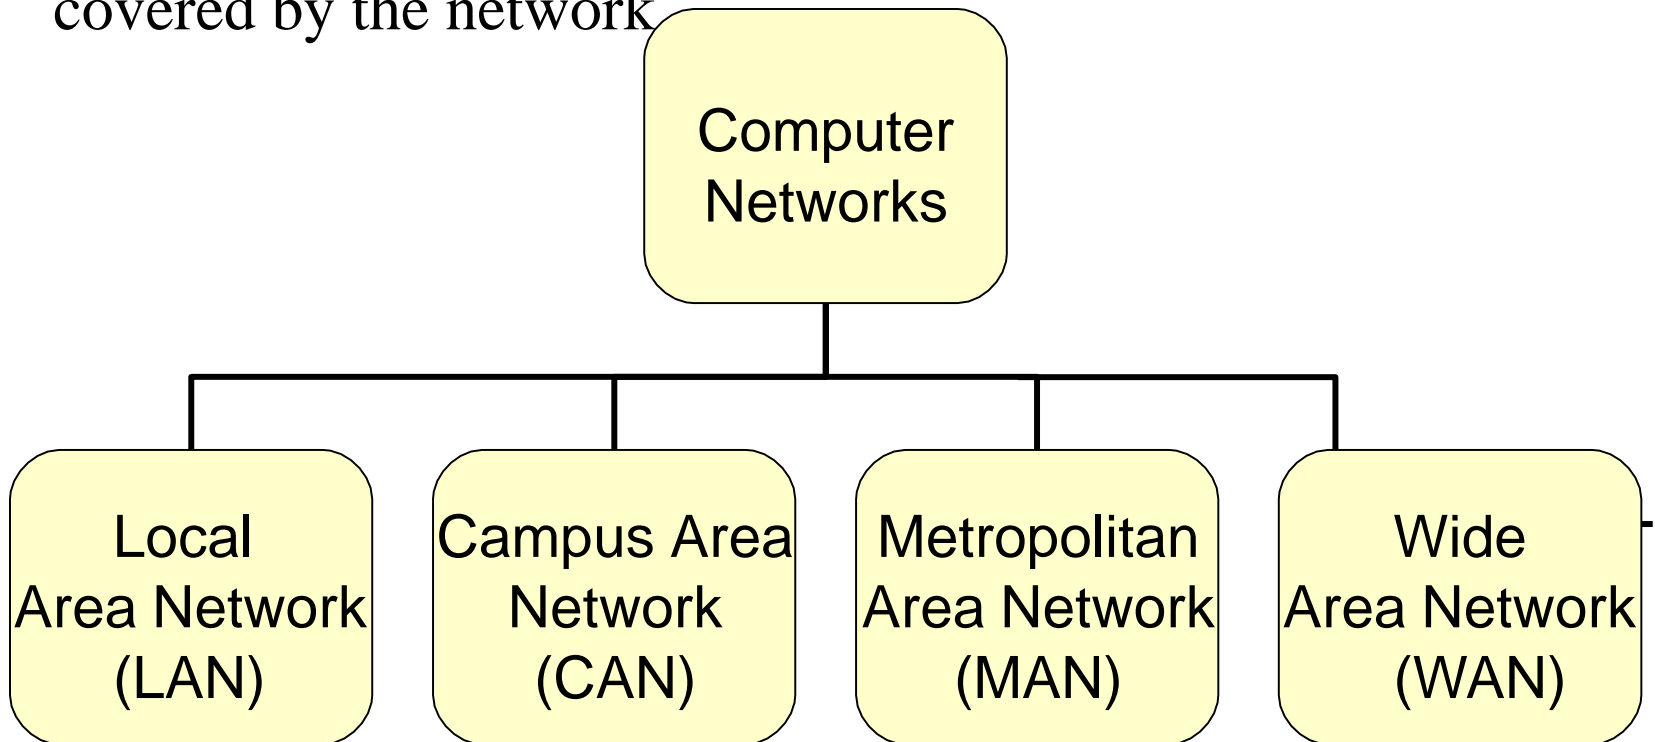 covered by the network
Computer
Networks
Local
Area Network
(LAN)
Campus Area
Network
(CAN)
Metropolitan
Area Network
(MAN)
Wide
Area Network
(WAN)